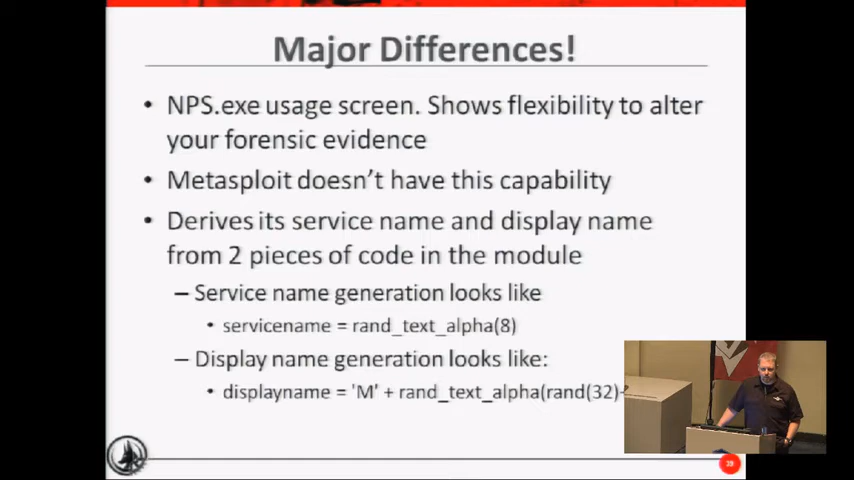 Major Differences!
• NPS.exe usage screen. Shows flexibility to alter
your forensic evidence
• Metasploit doesn't have this capability
• Derives its service name and display name
from 2 pieces of code in the module
– Service name generation looks like
• servicename = rand_text_alpha(8)
– Display name generation looks like:
• displayname = 'M' + rand_text_alpha(rand(32)+
23